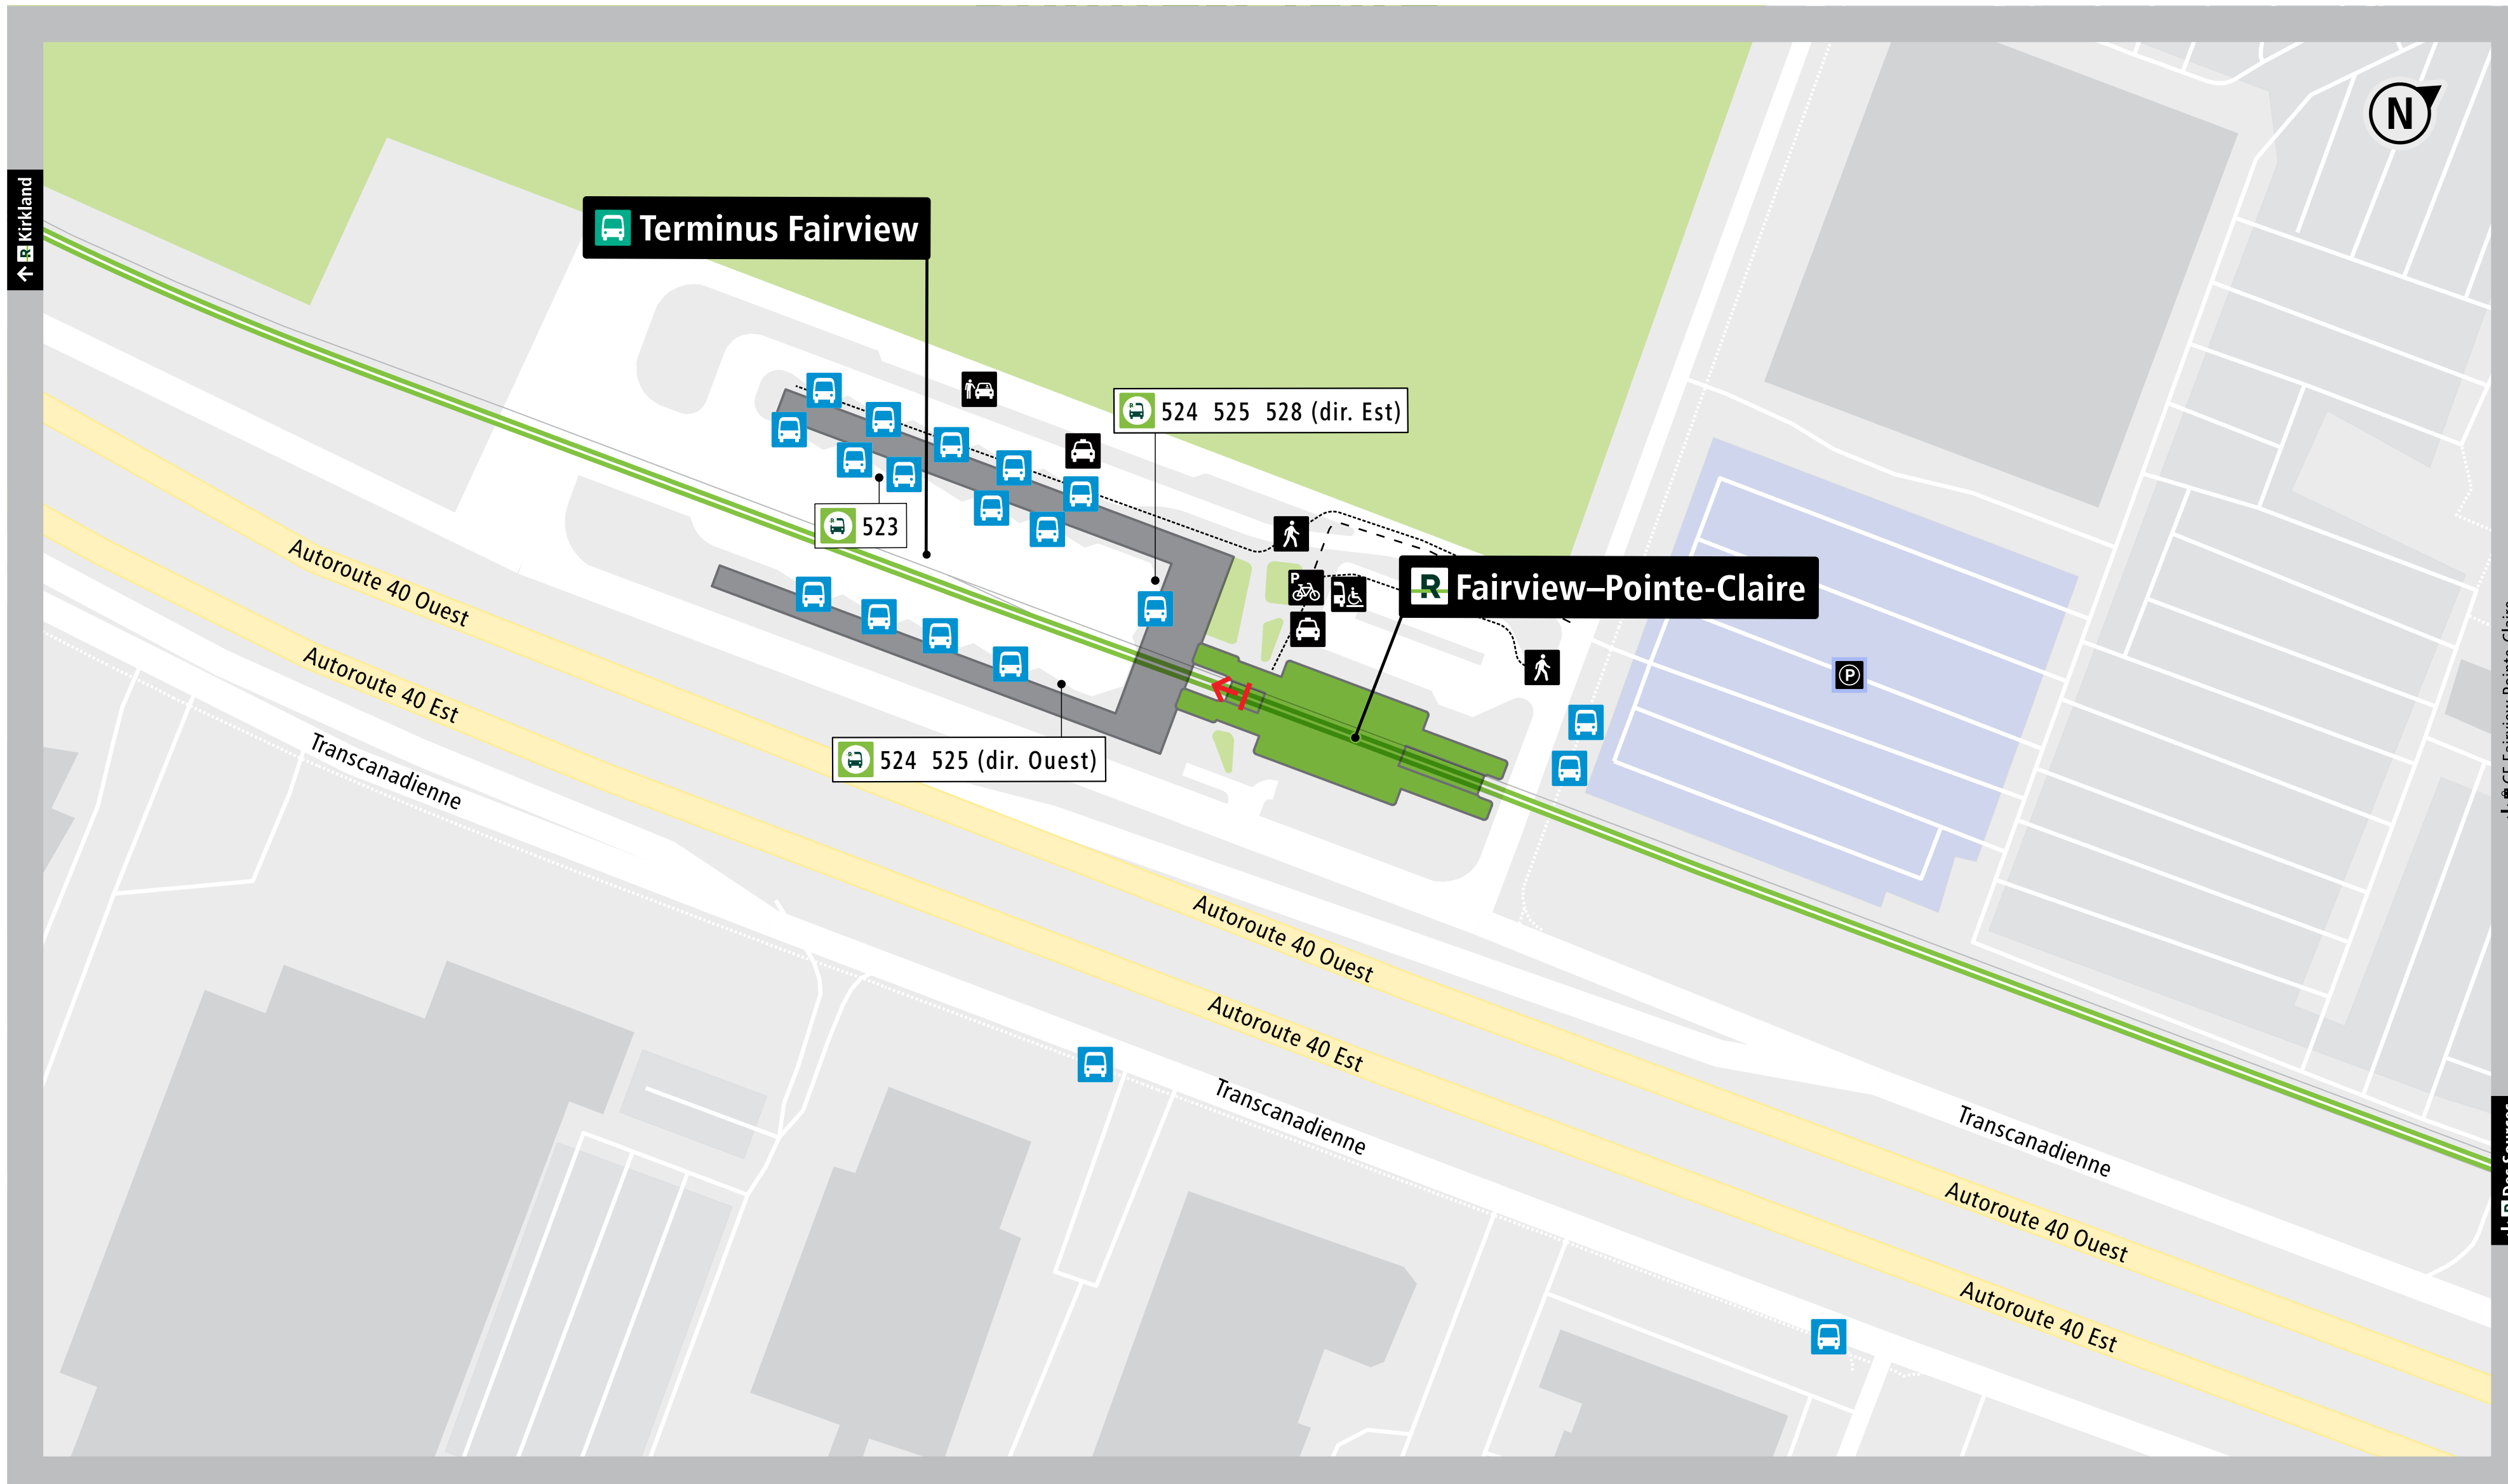 N
↑ R Kirkland
Terminus Fairview
524 525 528 (dir. Est)
523
P
R Fairview–Pointe-Claire
P
524 525 (dir. Ouest)
Autoroute 40 Ouest
Autoroute 40 Est
Transcanadienne
Autoroute 40 Ouest
Autoroute 40 Est
Transcanadienne
Transcanadienne
Autoroute 40 Ouest
Autoroute 40 Est